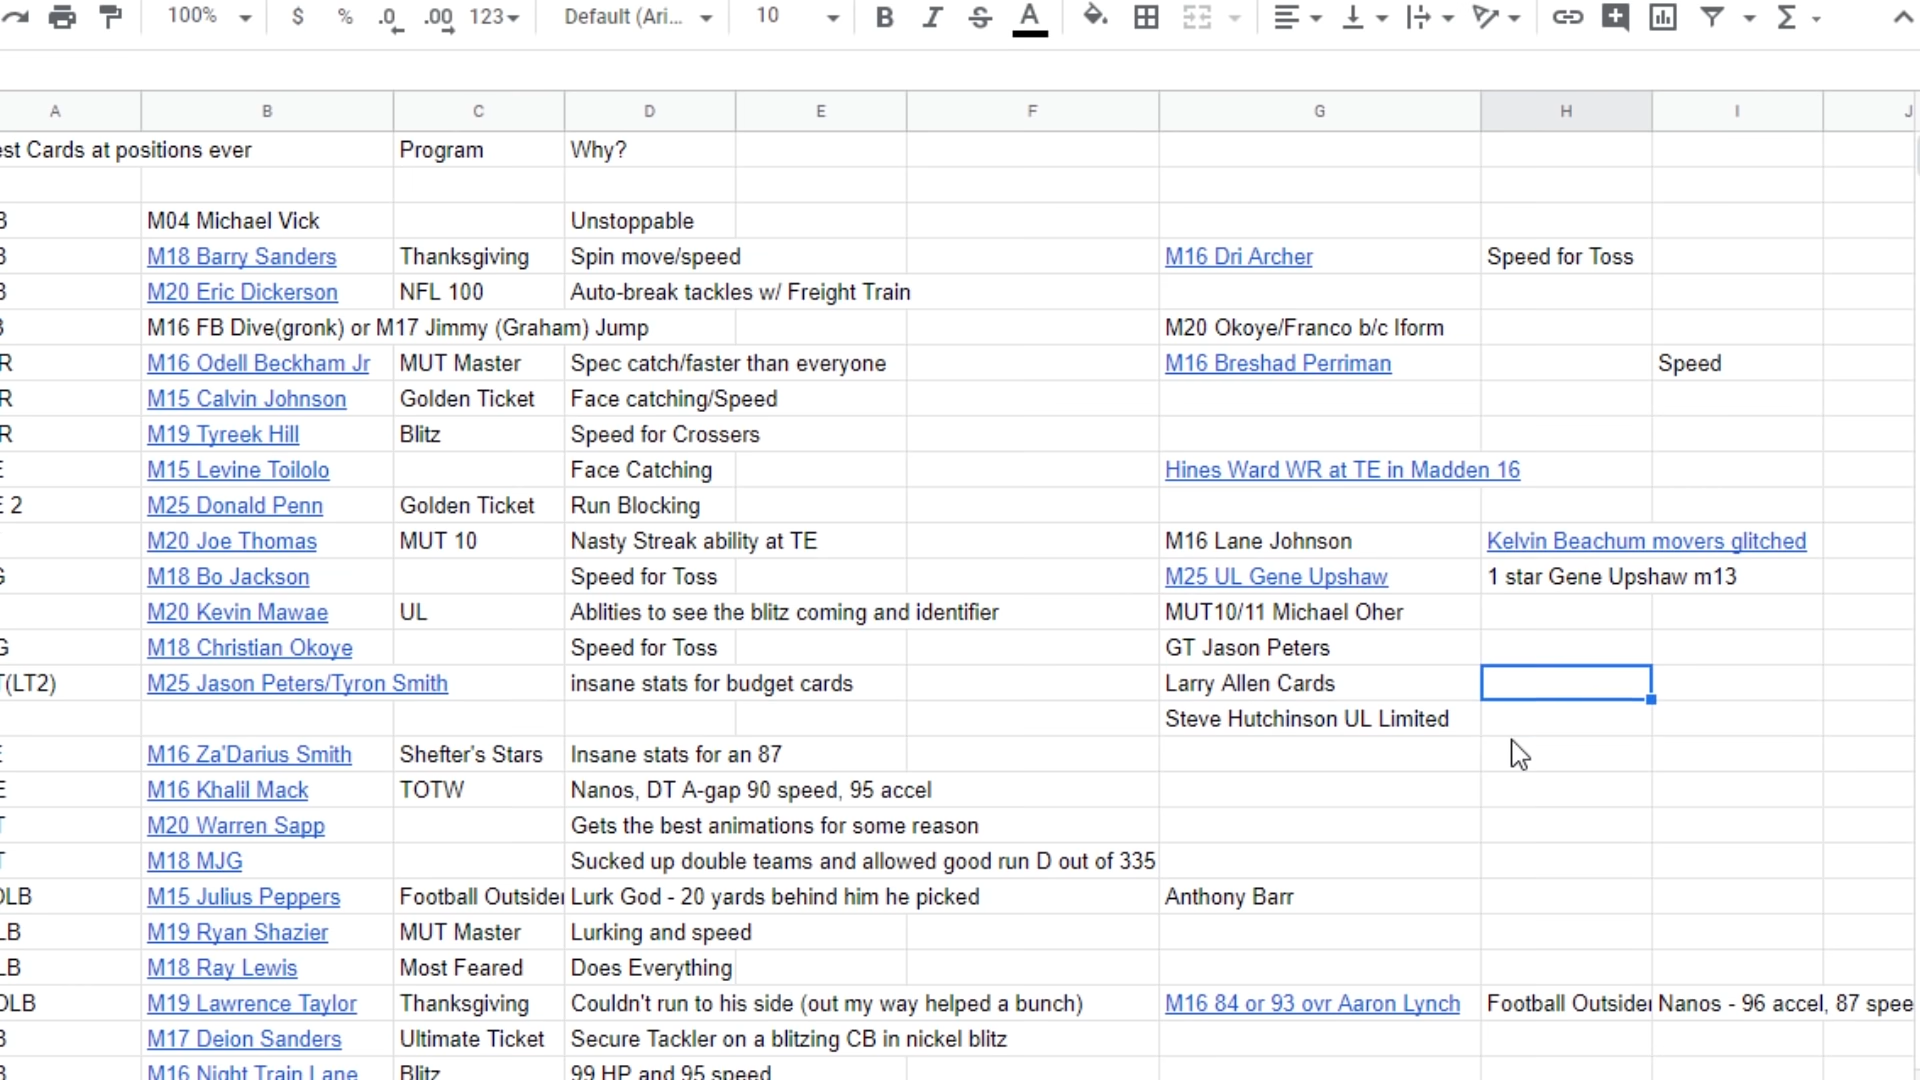 100% $ % .0 .00 123 Default (Ari... 10 B I S A
A B C D E F G H I J
est Cards at positions ever Program Why?
M04 Michael Vick Unstoppable
M18 Barry Sanders Thanksgiving Spin move/speed M16 Dri Archer Speed for Toss
M20 Eric Dickerson NFL 100 Auto-break tackles w/ Freight Train
M16 FB Dive(gronk) or M17 Jimmy (Graham) Jump M20 Okoye/Franco b/c Iform
R M16 Odell Beckham Jr MUT Master Spec catch/faster than everyone M16 Breshad Perriman Speed
R M15 Calvin Johnson Golden Ticket Face catching/Speed
R M19 Tyreek Hill Blitz Speed for Crossers
E M15 Levine Toilolo Face Catching Hines Ward WR at TE in Madden 16
E 2 M25 Donald Penn Golden Ticket Run Blocking
M20 Joe Thomas MUT 10 Nasty Streak ability at TE M16 Lane Johnson Kelvin Beachum movers glitched
G M18 Bo Jackson Speed for Toss M25 UL Gene Upshaw 1 star Gene Upshaw m13
M20 Kevin Mawae UL Ablities to see the blitz coming and identifier MUT10/11 Michael Oher
G M18 Christian Okoye Speed for Toss GT Jason Peters
T(LT2) M25 Jason Peters/Tyron Smith insane stats for budget cards Larry Allen Cards
Steve Hutchinson UL Limited
E M16 Za'Darius Smith Shefter's Stars Insane stats for an 87
E M16 Khalil Mack TOTW Nanos, DT A-gap 90 speed, 95 accel
T M20 Warren Sapp Gets the best animations for some reason
T M18 MJG Sucked up double teams and allowed good run D out of 335
OLB M15 Julius Peppers Football Outsider Lurk God - 20 yards behind him he picked Anthony Barr
LB M19 Ryan Shazier MUT Master Lurking and speed
LB M18 Ray Lewis Most Feared Does Everything
OLB M19 Lawrence Taylor Thanksgiving Couldn't run to his side (out my way helped a bunch) M16 84 or 93 ovr Aaron Lynch Football Outsider Nanos - 96 accel, 87 spee
M17 Deion Sanders Ultimate Ticket Secure Tackler on a blitzing CB in nickel blitz
M16 Night Train Lane Blitz 99 HP and 95 speed